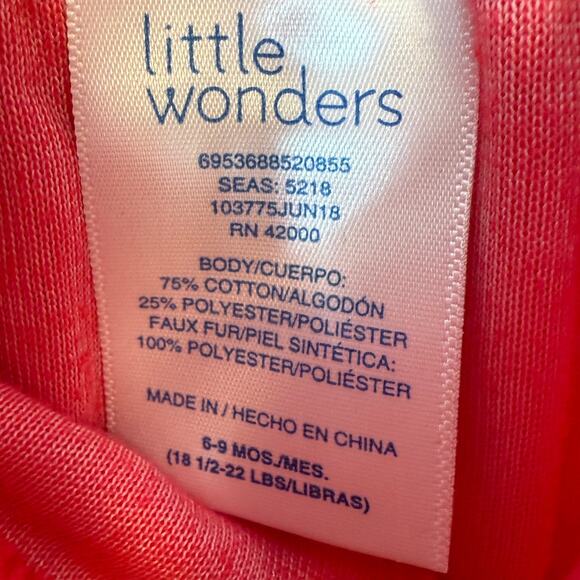 little
wonders
6953688520855
SEAS: 5218
103775JUN18
RN 42000
BODY/CUERPO:
75% COTTON/ALGODÓN
25% POLYESTER/POLIÉSTER
FAUX FUR/PIEL SINTÉTICA:
100% POLYESTER/POLIÉSTER
MADE IN / HECHO EN CHINA
6-9 MOS./MES.
(18 1/2-22 LBS/LIBRAS)